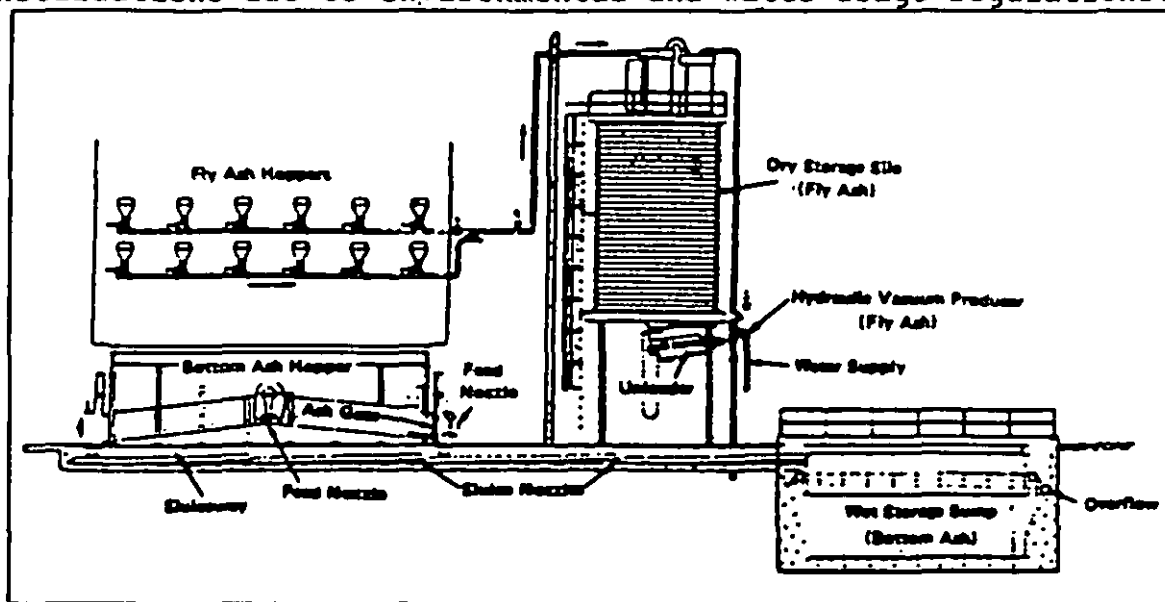 Fly Ash Hoppers
Dry Storage Silo
(Fly Ash)
Hydraulic Vacuum Producer
(Fly Ash)
Water Supply
Unloader
Bottom Ash Hopper
Feed
Nozzle
Ash Gate
Sluiceway
Feed Nozzle
Sluice Nozzles
Wet Storage Sump
(Bottom Ash)
Overflow